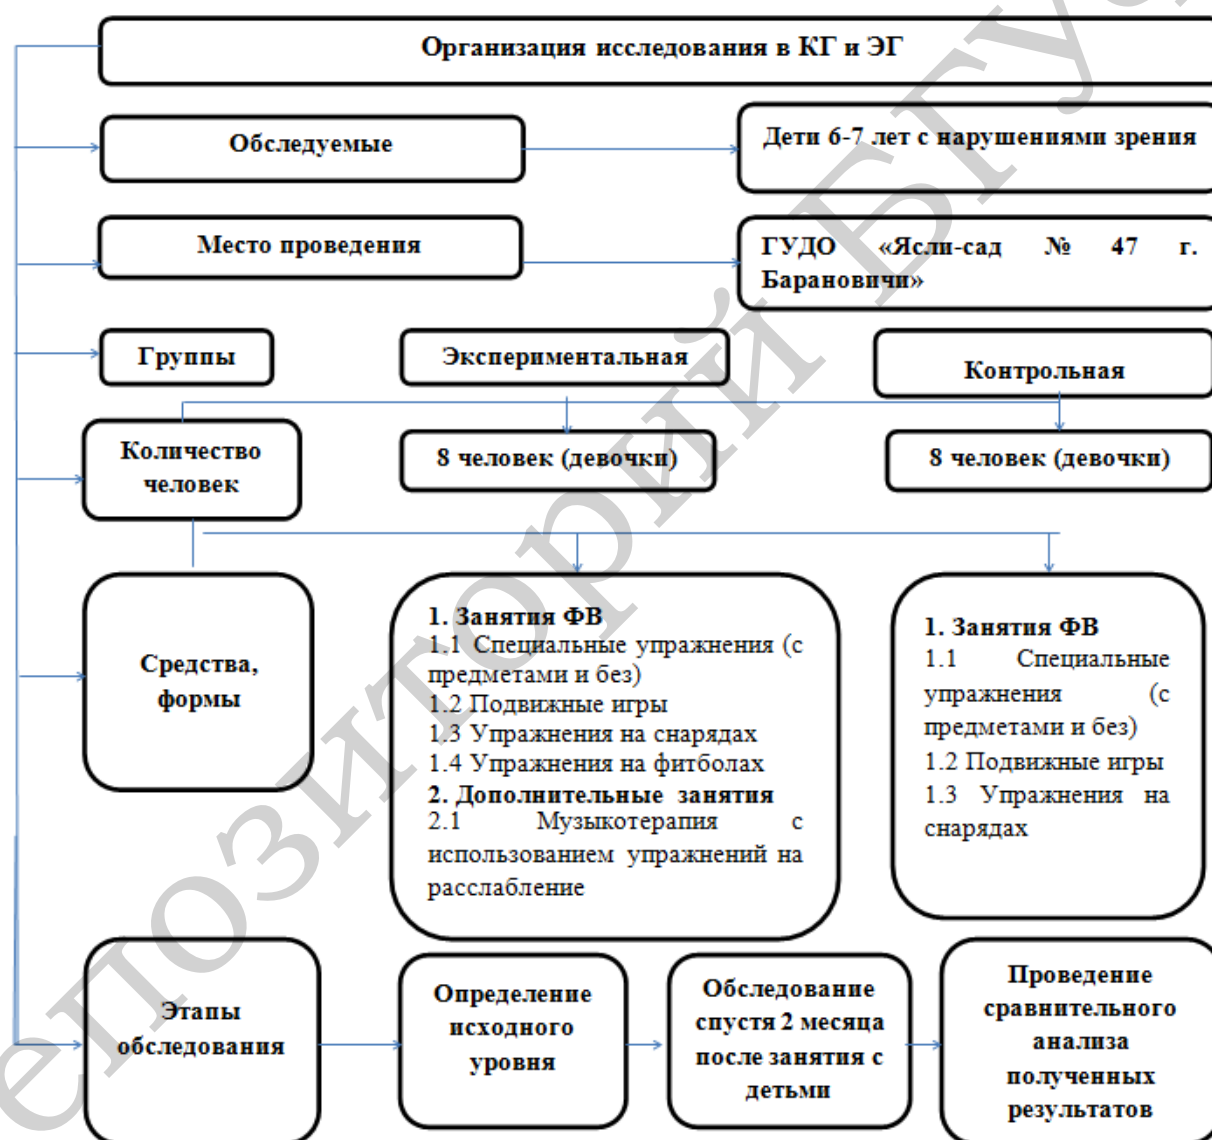 Организация исследования в КГ и ЭГ
Обследуемые
Дети 6-7 лет с нарушениями зрения
Место проведения
ГУДО «Ясли-сад № 47 г.
Барановичи»
Группы
Экспериментальная
Контрольная
Количество
человек
8 человек (девочки)
8 человек (девочки)
Средства,
формы
1. Занятия ФВ
1.1 Специальные упражнения (с
предметами и без)
1.2 Подвижные игры
1.3 Упражнения на снарядах
1.4 Упражнения на фитболах
2. Дополнительные занятия
2.1 Музыкотерапия с
использованием упражнений на
расслабление
1. Занятия ФВ
1.1 Специальные
упражнения (с
предметами и без)
1.2 Подвижные игры
1.3 Упражнения на
снарядах
Этапы
обследования
Определение
исходного
уровня
Обследование
спустя 2 месяца
после занятия с
детьми
Проведение
сравнительного
анализа
полученных
результатов